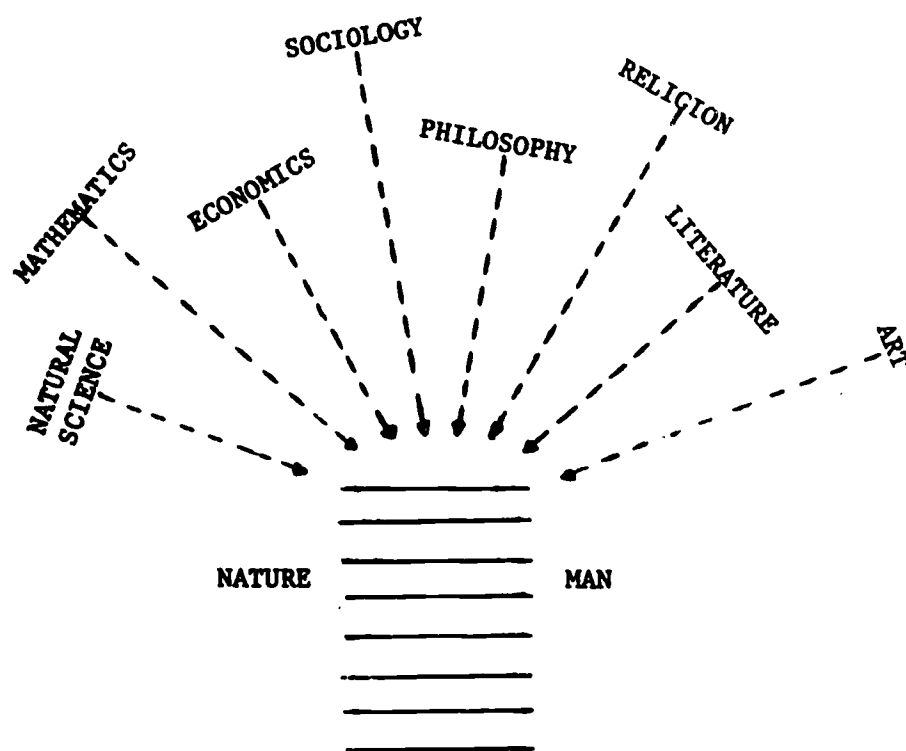 SOCIOLOGY
RELIGION
PHILOSOPHY
ECONOMICS
MATHEMATICS
LITERATURE
NATURAL
SCIENCE
ART
NATURE
MAN